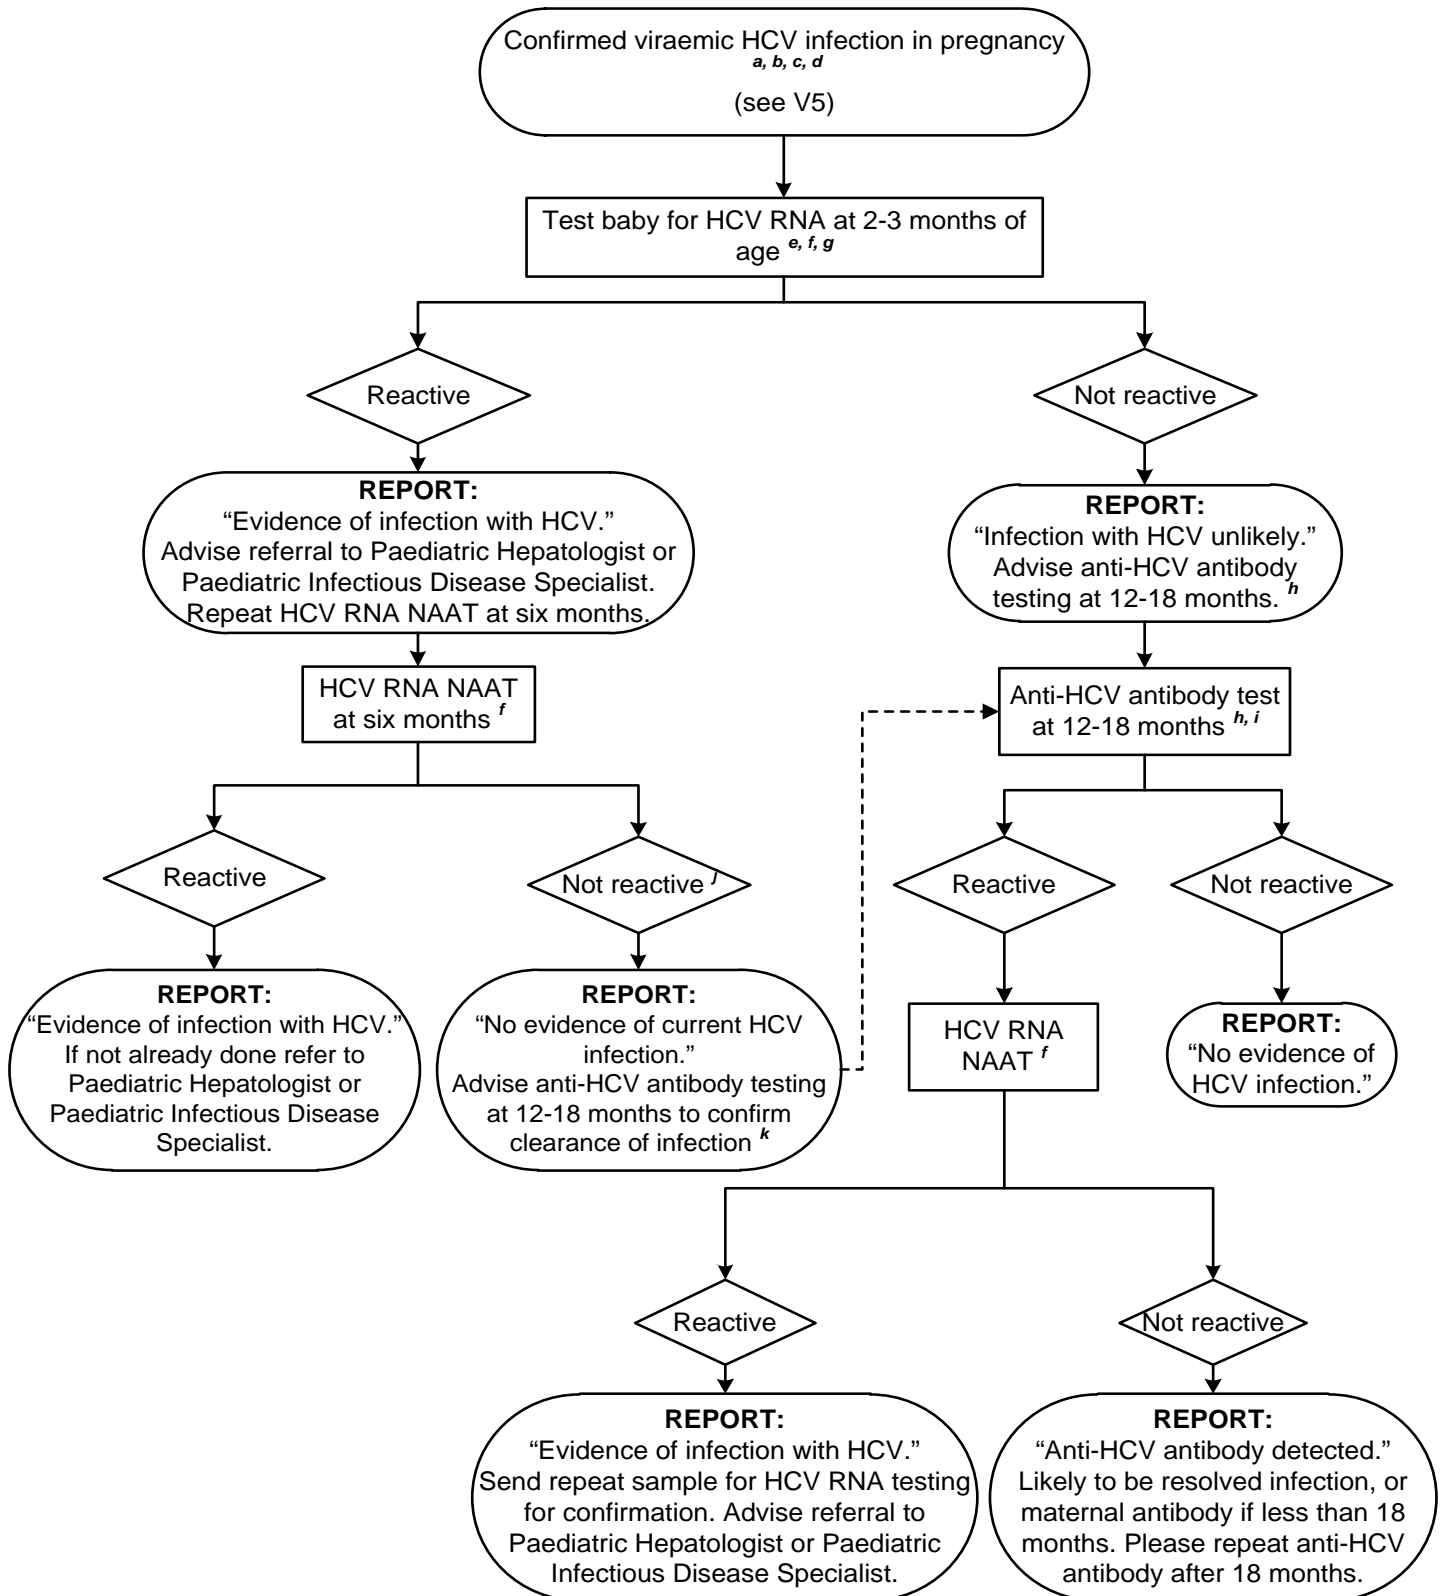 Confirmed viraemic HCV infection in pregnancy
a, b, c, d
(see V5)
Test baby for HCV RNA at 2-3 months of
age e, f, g
Reactive
Not reactive
REPORT:
“Evidence of infection with HCV.”
Advise referral to Paediatric Hepatologist or
Paediatric Infectious Disease Specialist.
Repeat HCV RNA NAAT at six months.
REPORT:
“Infection with HCV unlikely.”
Advise anti-HCV antibody
testing at 12-18 months. h
HCV RNA NAAT
at six months f
Anti-HCV antibody test
at 12-18 months h, i
Reactive
Not reactive j
Reactive
Not reactive
REPORT:
“Evidence of infection with HCV.”
If not already done refer to
Paediatric Hepatologist or
Paediatric Infectious Disease
Specialist.
REPORT:
“No evidence of current HCV
infection.”
Advise anti-HCV antibody testing
at 12-18 months to confirm
clearance of infection k
HCV RNA
NAAT f
REPORT:
“No evidence of
HCV infection.”
Reactive
Not reactive
REPORT:
“Evidence of infection with HCV.”
Send repeat sample for HCV RNA testing
for confirmation. Advise referral to
Paediatric Hepatologist or Paediatric
Infectious Disease Specialist.
REPORT:
“Anti-HCV antibody detected.”
Likely to be resolved infection, or
maternal antibody if less than 18
months. Please repeat anti-HCV
antibody after 18 months.